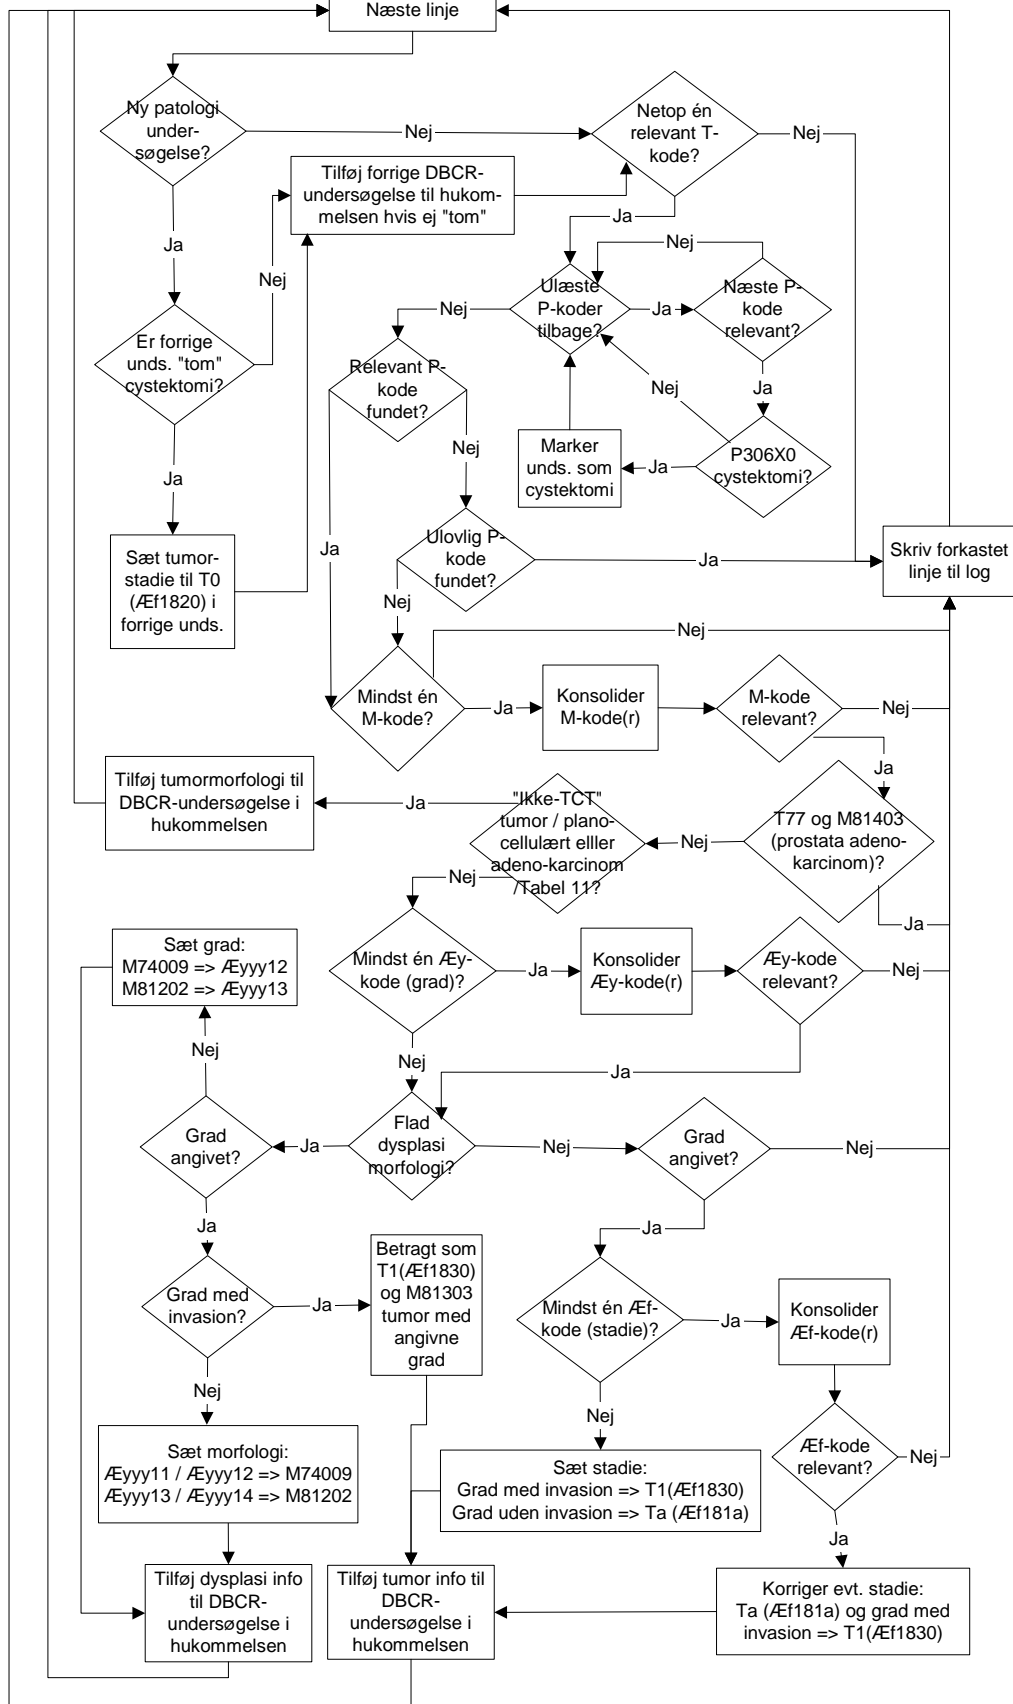 Næste linje
Ny patologi
under-
søgelse?
Nej
Netop én
relevant T-
kode?
Nej
Tilføj forrige DBCR-
undersøgelse til hukom-
melsen hvis ej "tom"
Ja
Ja
Nej
Nej
Ulæste
P-koder
tilbage?
Ja
Næste P-
kode
relevant?
Nej
Er forrige
unds. "tom"
cystektomi?
Relevant P-
kode
fundet?
Nej
Ja
Nej
Marker
unds. som
cystektomi
Ja
P306X0
cystektomi?
Ja
Sæt tumor-
stadie til T0
(Æf1820) i
forrige unds.
Ja
Ulovlig P-
kode
fundet?
Ja
Skriv forkastet
linje til log
Nej
Nej
Mindst én
M-kode?
Ja
Konsolider
M-kode(r)
M-kode
relevant?
Nej
Ja
Tilføj tumormorfologi til
DBCR-undersøgelse i
hukommelsen
Ja
"Ikke-TCT"
tumor / plano-
cellulært elller
adeno-karcinom
/Tabel 11?
Nej
T77 og M81403
(prostata adeno-
karcinom)?
Nej
Ja
Sæt grad:
M74009 => Æyyy12
M81202 => Æyyy13
Mindst én Æy-
kode (grad)?
Ja
Konsolider
Æy-kode(r)
Æy-kode
relevant?
Nej
Nej
Nej
Ja
Grad
angivet?
Ja
Flad
dysplasi
morfologi?
Nej
Grad
angivet?
Nej
Ja
Ja
Grad med
invasion?
Ja
Betragt som
T1(Æf1830)
og M81303
tumor med
angivne
grad
Mindst én Æf-
kode (stadie)?
Ja
Konsolider
Æf-kode(r)
Nej
Nej
Sæt morfologi:
Æyyy11 / Æyyy12 => M74009
Æyyy13 / Æyyy14 => M81202
Sæt stadie:
Grad med invasion => T1(Æf1830)
Grad uden invasion => Ta (Æf181a)
Æf-kode
relevant?
Nej
Ja
Tilføj dysplasi info
til DBCR-
undersøgelse i
hukommelsen
Tilføj tumor info til
DBCR-
undersøgelse i
hukommelsen
Korriger evt. stadie:
Ta (Æf181a) og grad med
invasion => T1(Æf1830)